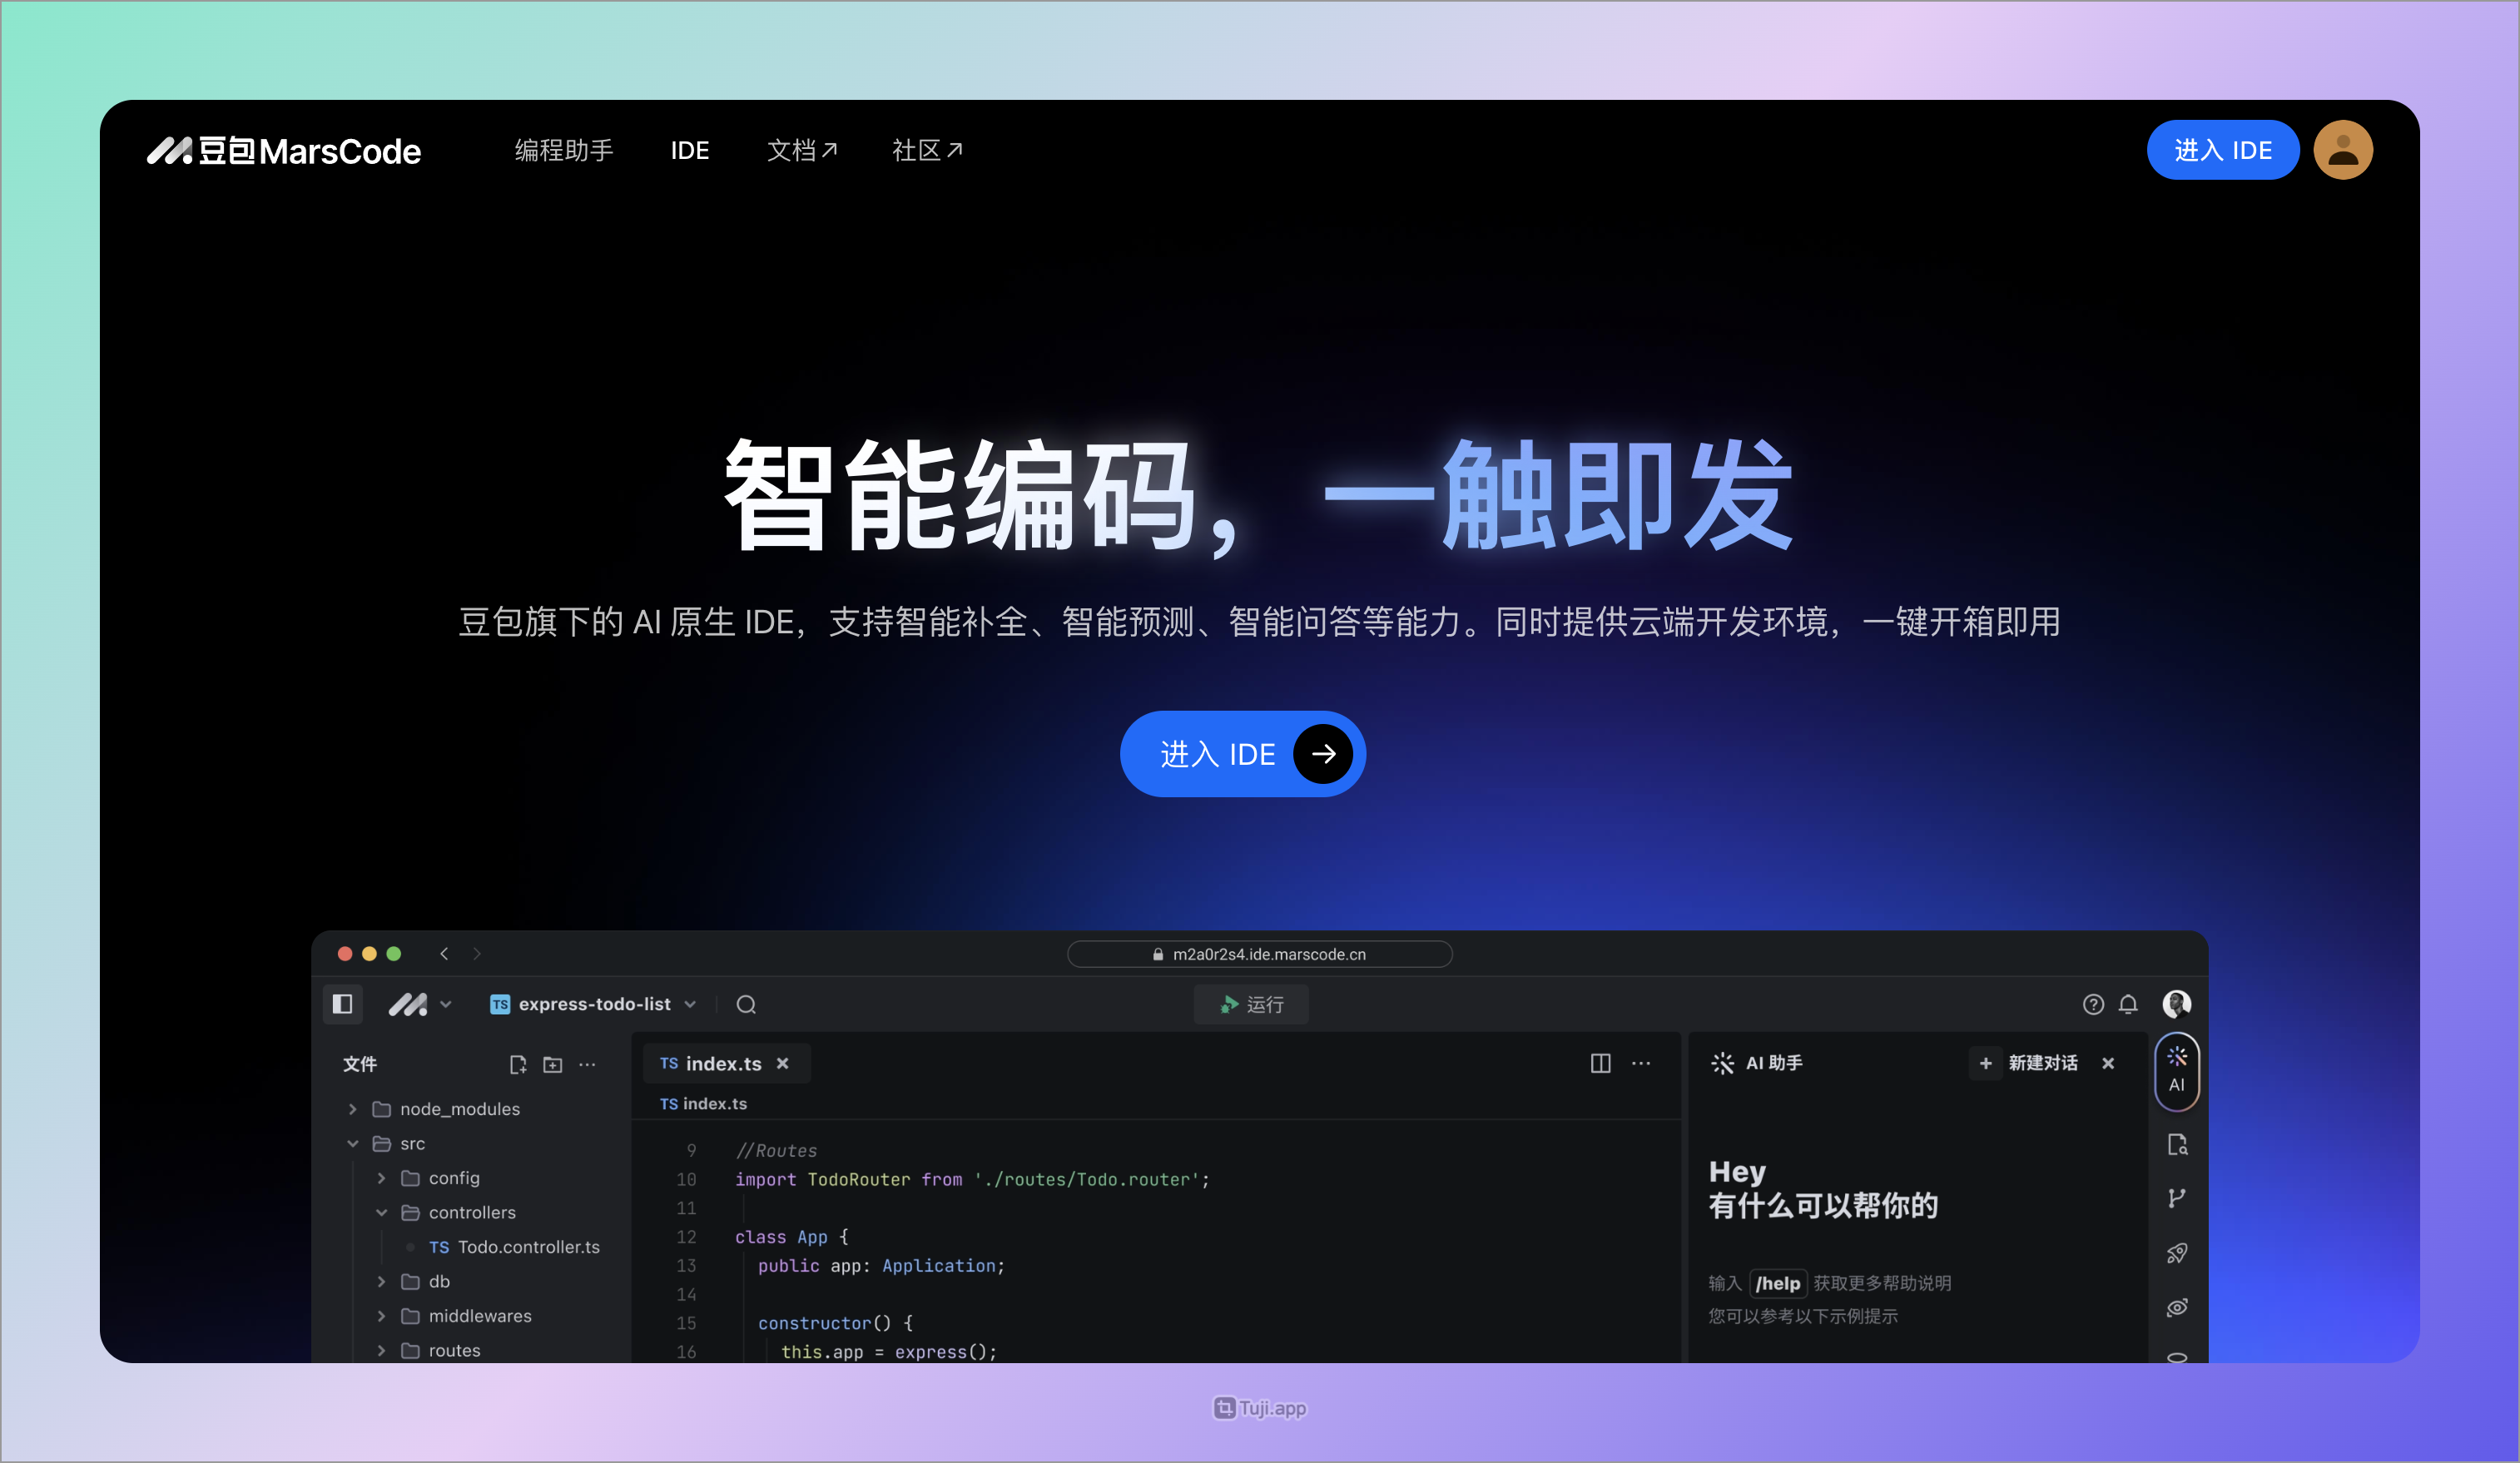 豆包MarsCode 编程助手 IDE 文档 社区 进入 IDE
智能编码，一触即发
豆包旗下的 AI 原生 IDE，支持智能补全、智能预测、智能问答等能力。同时提供云端开发环境，一键开箱即用
进入 IDE
m2a0r2s4.ide.marscode.cn
TS express-todo-list 运行
文件
node_modules
src
config
controllers
TS Todo.controller.ts
db
middlewares
routes
TS index.ts
TS index.ts
9 //Routes
10 import TodoRouter from './routes/Todo.router';
11
12 class App {
13 public app: Application;
14
15 constructor() {
16 this.app = express();
AI 助手 新建对话
Hey
有什么可以帮你的
输入 /help 获取更多帮助说明
您可以参考以下示例提示
AI
Tuji.app